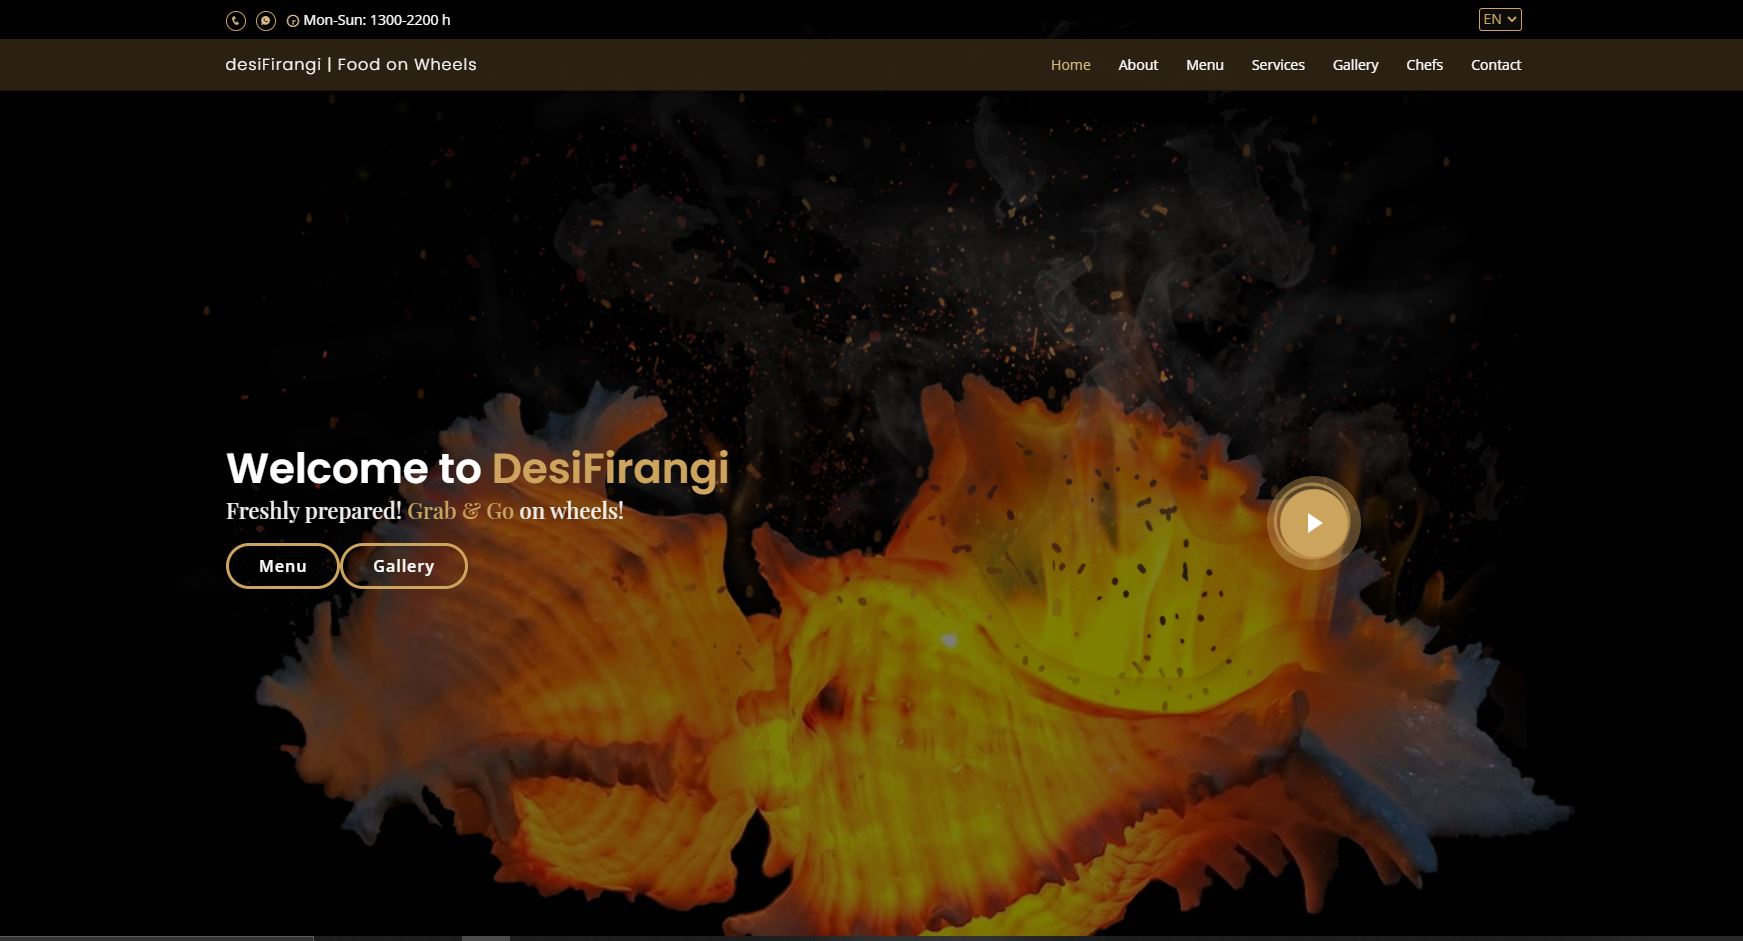 Mon-Sun: 1300-2200 h
EN
desiFirangi | Food on Wheels
Home
About
Menu
Services
Gallery
Chefs
Contact
Welcome to DesiFirangi
Freshly prepared! Grab & Go on wheels!
Menu
Gallery